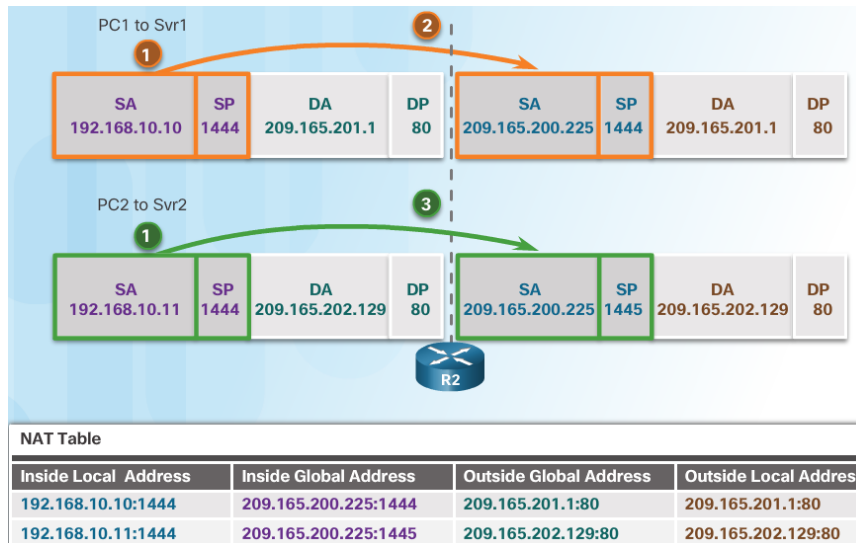 PC1 to Svr1
1
2
SA SP DA DP SA SP DA DP
192.168.10.10 1444 209.165.201.1 80 209.165.200.225 1444 209.165.201.1 80
PC2 to Svr2
1
3
SA SP DA DP SA SP DA DP
192.168.10.11 1444 209.165.202.129 80 209.165.200.225 1445 209.165.202.129 80
R2
NAT Table
Inside Local Address Inside Global Address Outside Global Address Outside Local Addres
192.168.10.10:1444 209.165.200.225:1444 209.165.201.1:80 209.165.201.1:80
192.168.10.11:1444 209.165.200.225:1445 209.165.202.129:80 209.165.202.129:80